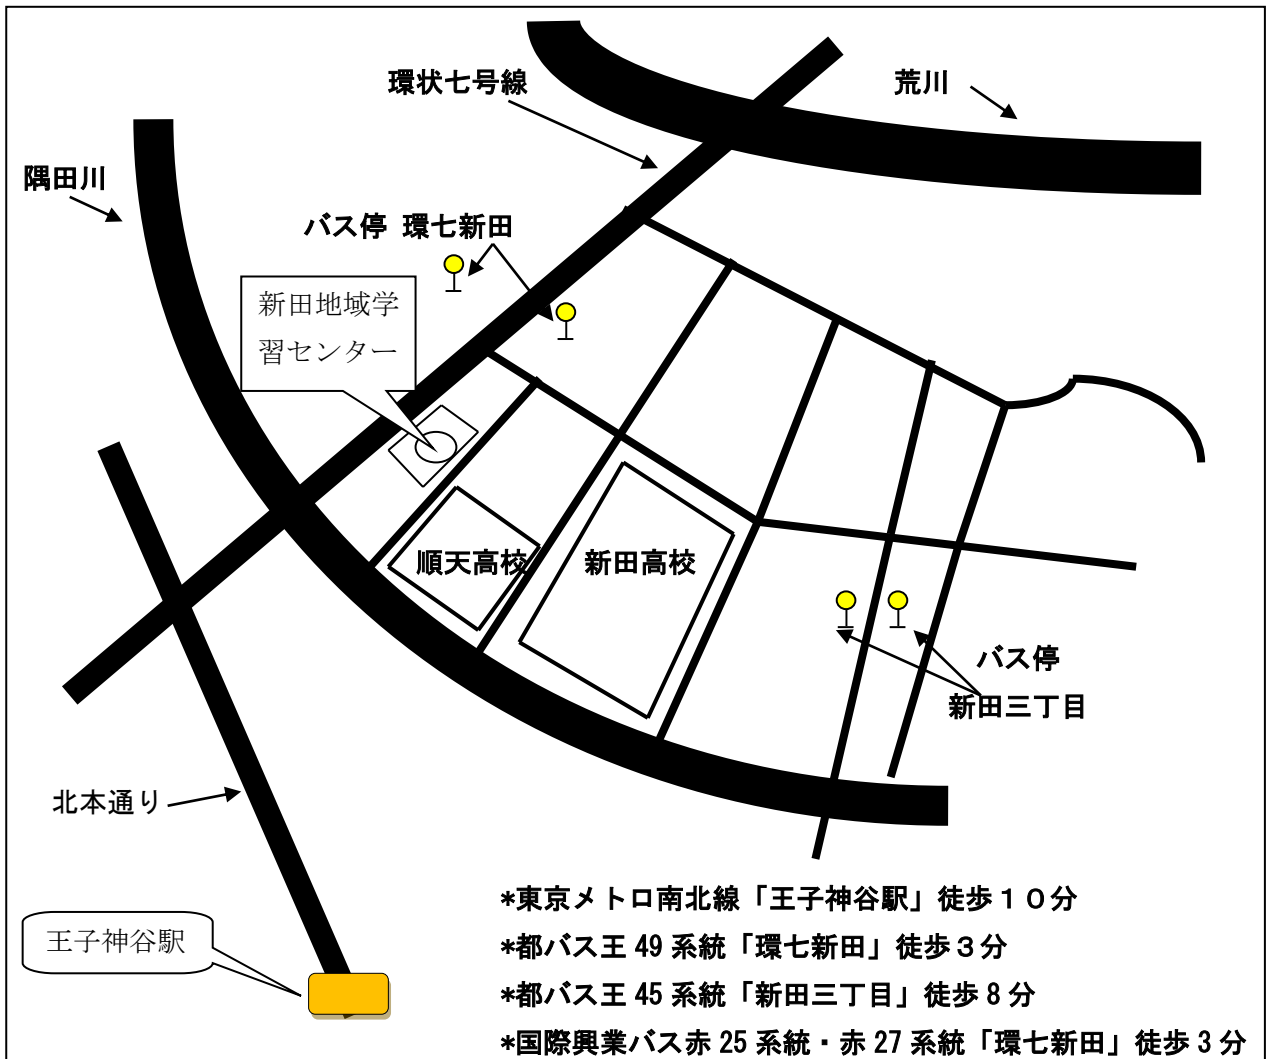 環状七号線
荒川
隅田川
バス停 環七新田
新田地域学
習センター
順天高校
新田高校
バス停
新田三丁目
北本通り
王子神谷駅
*東京メトロ南北線「王子神谷駅」徒歩１０分
*都バス王 49 系統「環七新田」徒歩３分
*都バス王 45 系統「新田三丁目」徒歩 8 分
*国際興業バス赤 25 系統・赤 27 系統「環七新田」徒歩 3 分